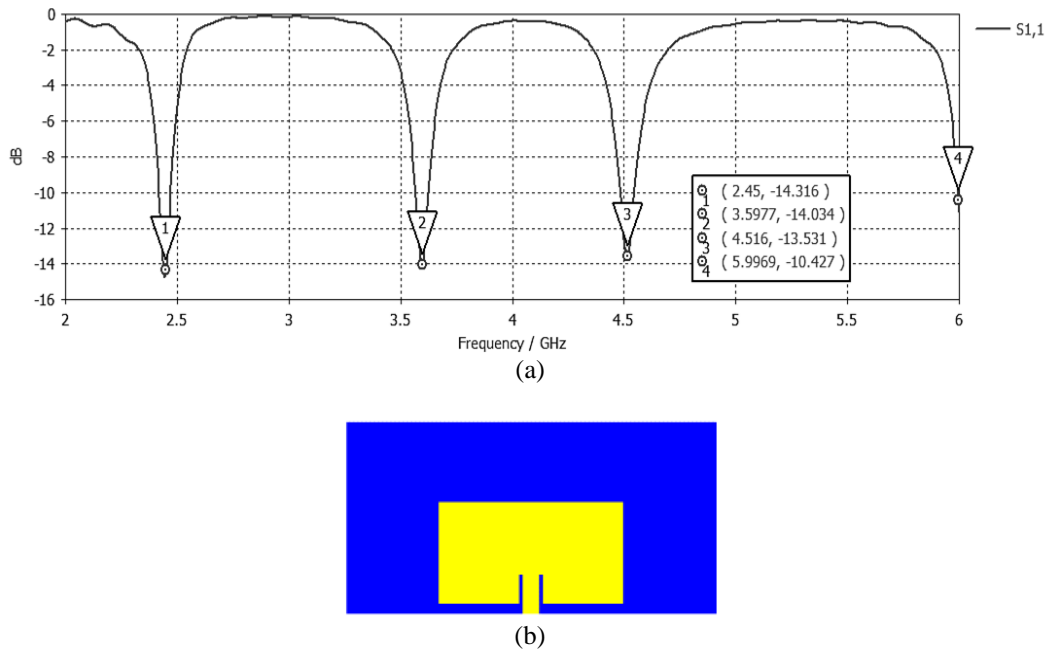 0
-2
-4
-6
-8
-10
-12
-14
-16
dB
S1,1
1
2
3
4
1 ( 2.45, -14.316 )
2 ( 3.5977, -14.034 )
3 ( 4.516, -13.531 )
4 ( 5.9969, -10.427 )
2 2.5 3 3.5 4 4.5 5 5.5 6
Frequency / GHz
(a)
(b)